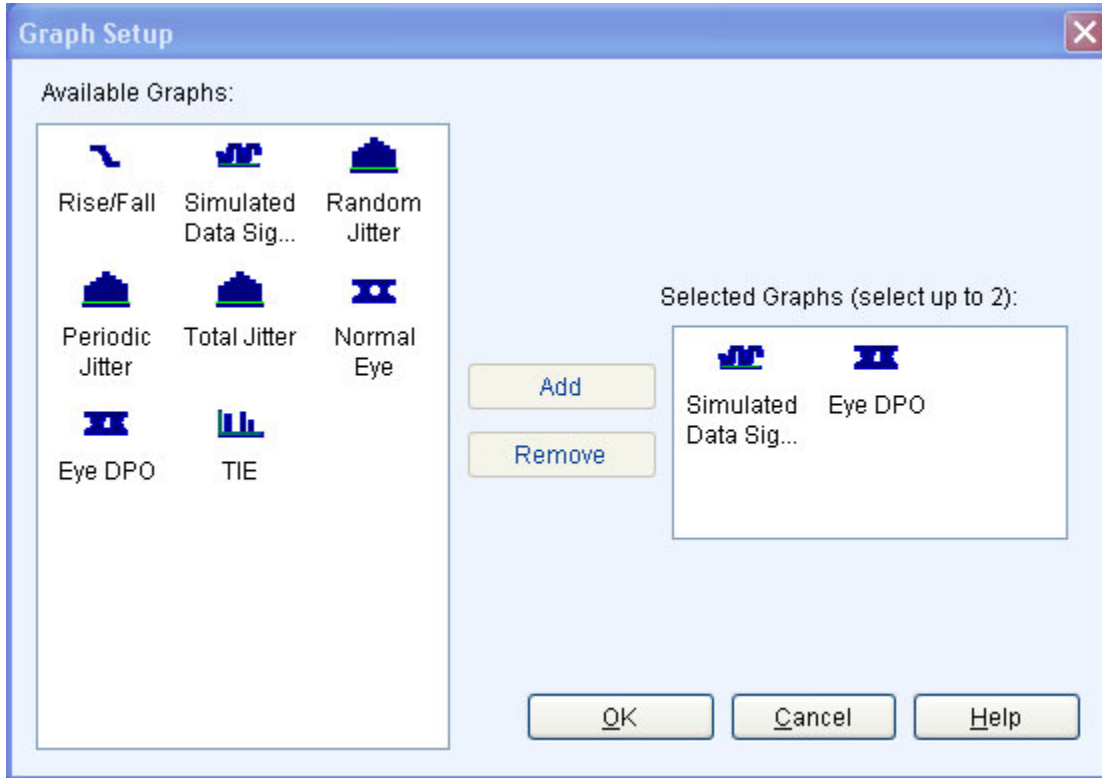 Graph Setup
Available Graphs:
Rise/Fall
Simulated
Data Sig...
Random
Jitter
Periodic
Jitter
Total Jitter
Normal
Eye
Eye DPO
TIE
Add
Remove
Selected Graphs (select up to 2):
Simulated
Data Sig...
Eye DPO
OK
Cancel
Help